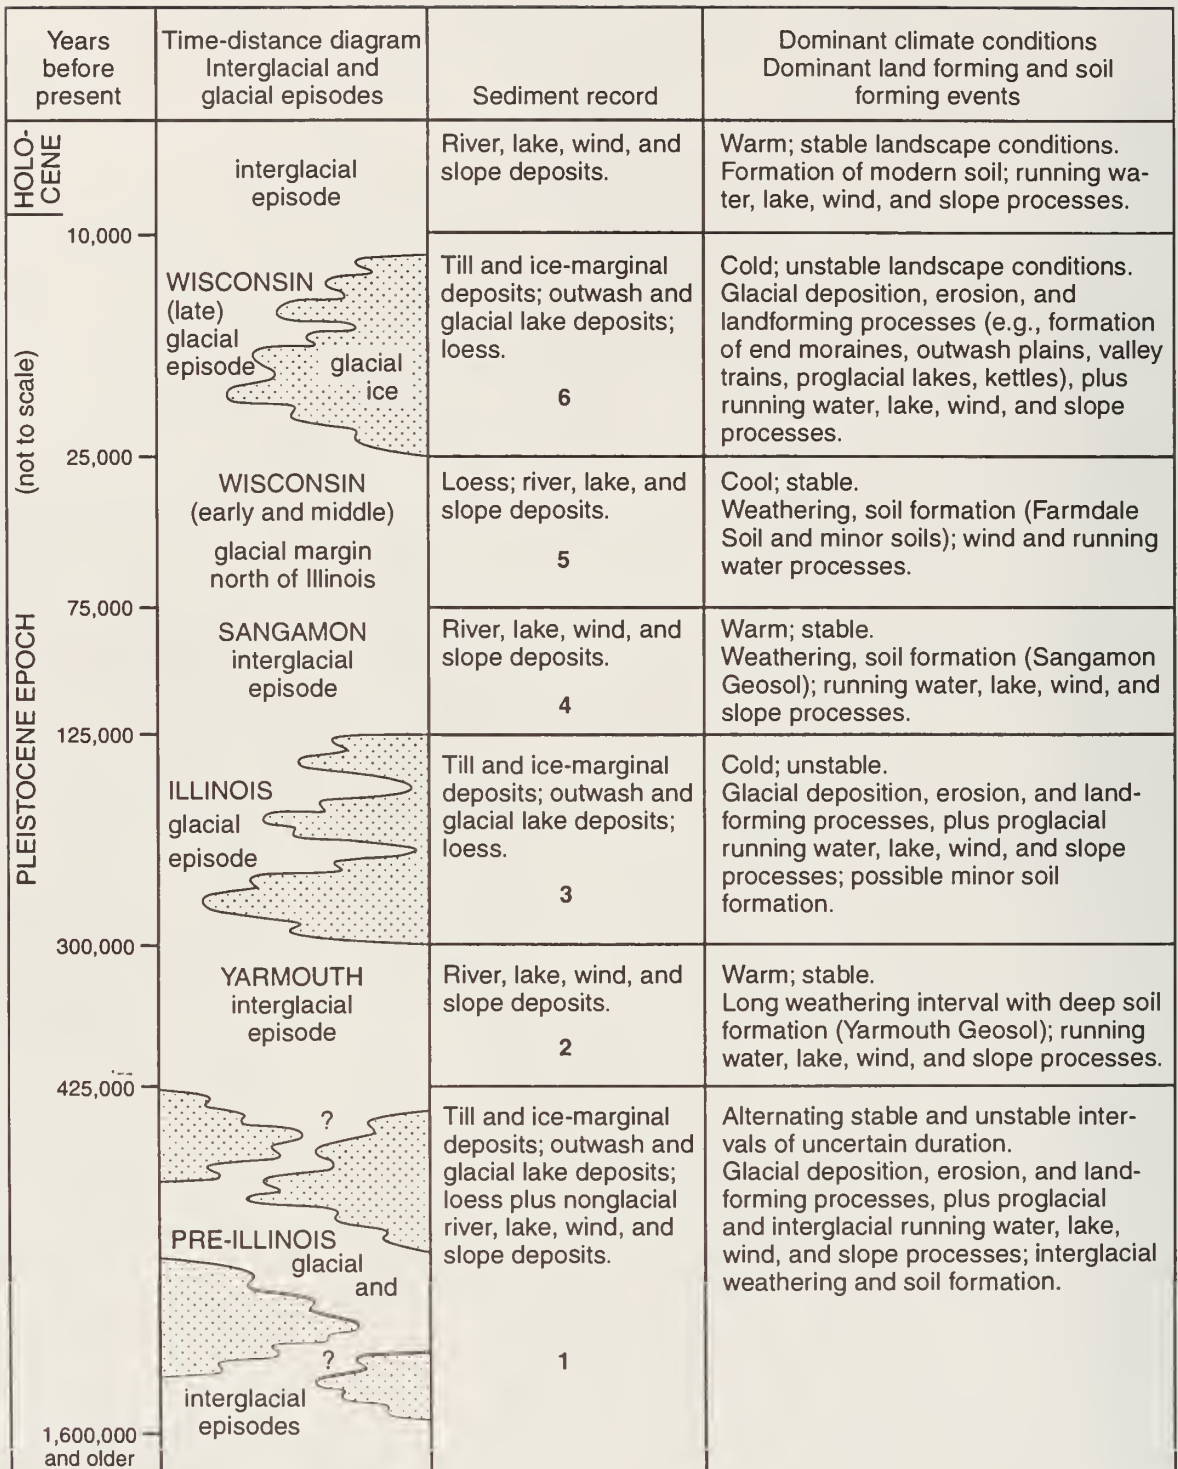 Years
before
present
Time-distance diagram
Interglacial and
glacial episodes
Sediment record
Dominant climate conditions
Dominant land forming and soil
forming events
HOLO-
CENE
interglacial
episode
River, lake, wind, and
slope deposits.
Warm; stable landscape conditions.
Formation of modern soil; running wa-
ter, lake, wind, and slope processes.
10,000
PLEISTOCENE EPOCH
(not to scale)
WISCONSIN
(late)
glacial
episode
glacial
ice
Till and ice-marginal
deposits; outwash and
glacial lake deposits;
loess.
6
Cold; unstable landscape conditions.
Glacial deposition, erosion, and
landforming processes (e.g., formation
of end moraines, outwash plains, valley
trains, proglacial lakes, kettles), plus
running water, lake, wind, and slope
processes.
25,000
WISCONSIN
(early and middle)
glacial margin
north of Illinois
Loess; river, lake, and
slope deposits.
5
Cool; stable.
Weathering, soil formation (Farmdale
Soil and minor soils); wind and running
water processes.
75,000
SANGAMON
interglacial
episode
River, lake, wind, and
slope deposits.
4
Warm; stable.
Weathering, soil formation (Sangamon
Geosol); running water, lake, wind, and
slope processes.
125,000
ILLINOIS
glacial
episode
Till and ice-marginal
deposits; outwash and
glacial lake deposits;
loess.
3
Cold; unstable.
Glacial deposition, erosion, and land-
forming processes, plus proglacial
running water, lake, wind, and slope
processes; possible minor soil
formation.
300,000
YARMOUTH
interglacial
episode
River, lake, wind, and
slope deposits.
2
Warm; stable.
Long weathering interval with deep soil
formation (Yarmouth Geosol); running
water, lake, wind, and slope processes.
425,000
?
PRE-ILLINOIS
glacial
and
?
interglacial
episodes
Till and ice-marginal
deposits; outwash and
glacial lake deposits;
loess plus nonglacial
river, lake, wind, and
slope deposits.
1
Alternating stable and unstable inter-
vals of uncertain duration.
Glacial deposition, erosion, and land-
forming processes, plus proglacial
and interglacial running water, lake,
wind, and slope processes; interglacial
weathering and soil formation.
1,600,000
and older